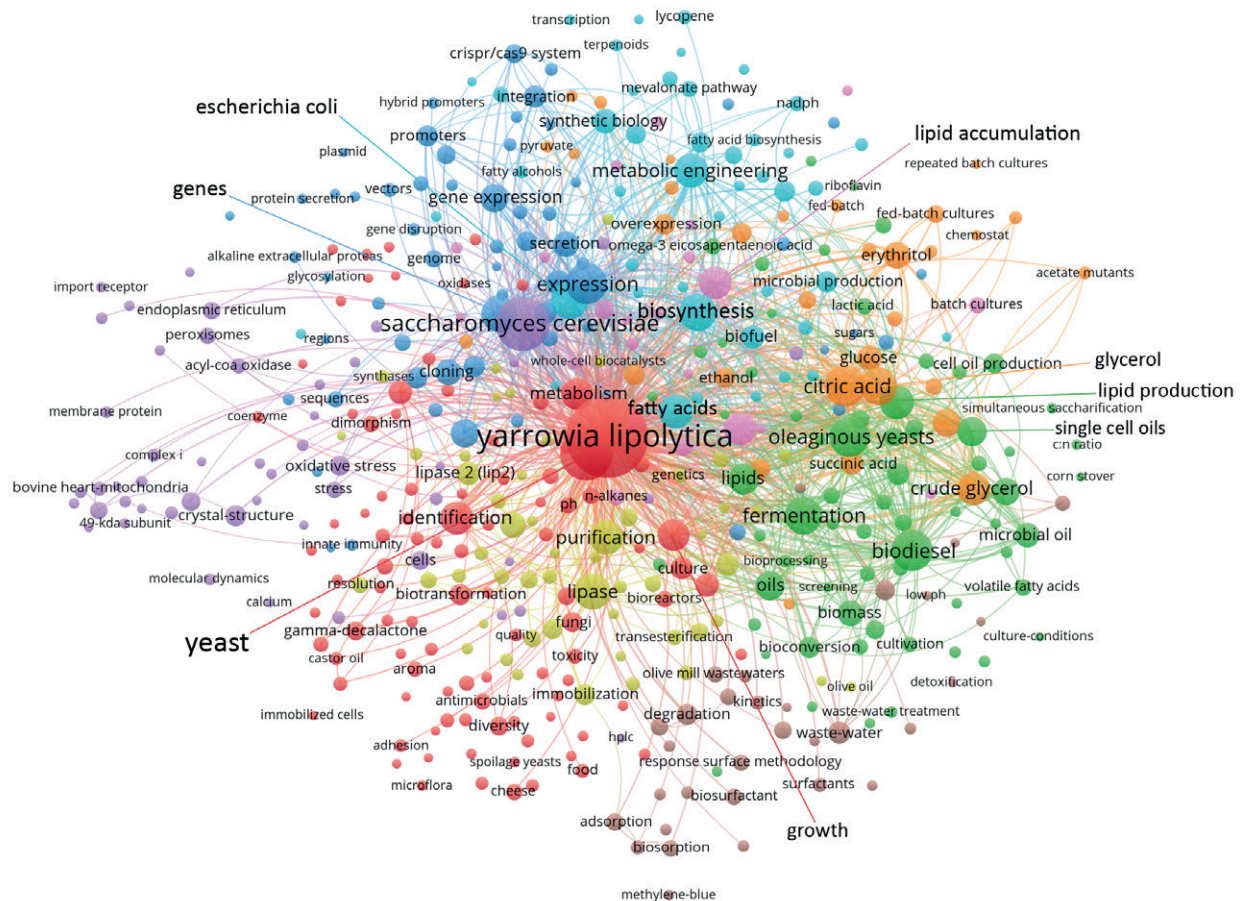 transcription
lycopene
terpenoids
crispr/cas9 system
mevalonate pathway
integration
hybrid promoters
nadph
escherichia coli
synthetic biology
promoters
lipid accumulation
fatty acid biosynthesis
pyruvate
plasmid
repeated batch cultures
metabolic engineering
fatty alcohols
genes
vectors
riboflavin
protein secretion
gene expression
fed-batch
fed-batch cultures
overexpression
gene disruption
chemostat
secretion
omega-3 eicosapentaenoic acid
alkaline extracellular proteas
genome
erythritol
glycosylation
oxidases
expression
microbial production
acetate mutants
import receptor
endoplasmic reticulum
biosynthesis
lactic acid
batch cultures
saccharomyces cerevisiae
peroxisomes
regions
biofuel
sugars
whole-cell biocatalysts
glucose
acyl-coa oxidase
cloning
cell oil production
glycerol
synthases
ethanol
citric acid
metabolism
sequences
lipid production
membrane protein
coenzyme
fatty acids
simultaneous saccharification
dimorphism
single cell oils
yarrowia lipolytica
oleaginous yeasts
c:n ratio
complex i
oxidative stress
lipase 2 (lip2)
genetics
succinic acid
lipids
corn stover
bovine heart-mitochondria
stress
n-alkanes
crude glycerol
ph
49-kda subunit
crystal-structure
identification
fermentation
purification
microbial oil
innate immunity
biodiesel
cells
bioprocessing
culture
molecular dynamics
resolution
oils
screening
volatile fatty acids
biotransformation
lipase
bioreactors
low ph
calcium
biomass
fungi
gamma-decalactone
quality
transesterification
culture-conditions
yeast
bioconversion
cultivation
castor oil
aroma
toxicity
olive mill wastewaters
detoxification
antimicrobials
immobilization
kinetics
olive oil
immobilized cells
degradation
waste-water treatment
diversity
hplc
waste-water
adhesion
spoilage yeasts
food
response surface methodology
microflora
cheese
surfactants
biosurfactant
adsorption
growth
biosorption
methylene-blue